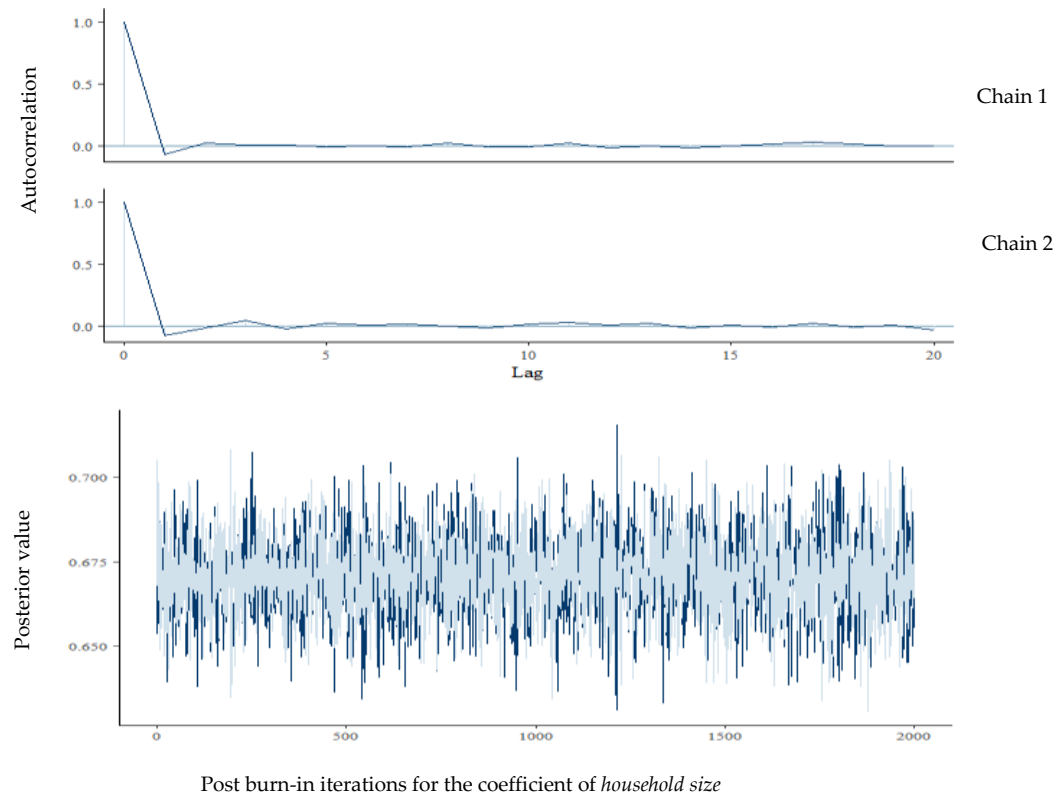 1.0
0.5
0.0
Chain 1
Autocorrelation
1.0
0.5
0.0
Chain 2
0 5 10 15 20
Lag
0.700
0.675
0.650
Posterior value
0 500 1000 1500 2000
Post burn-in iterations for the coefficient of household size